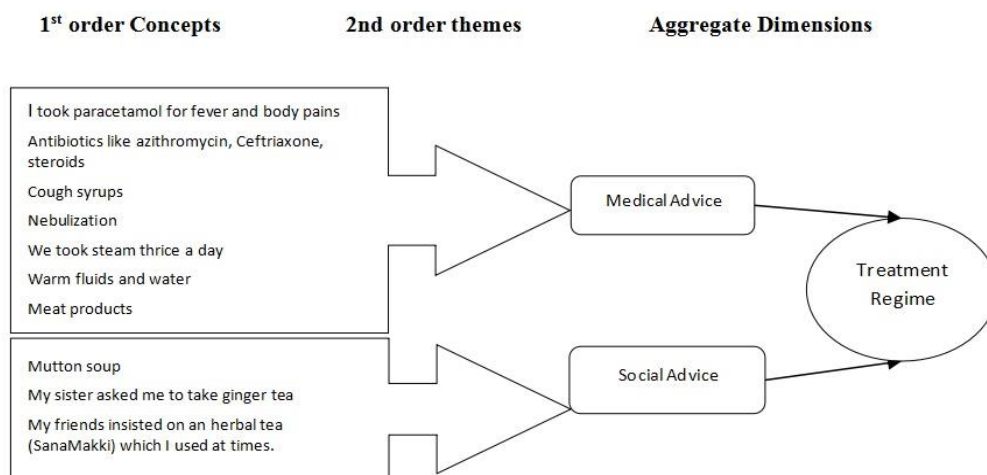 1st order Concepts 2nd order themes Aggregate Dimensions
I took paracetamol for fever and body pains
Antibiotics like azithromycin, Ceftriaxone,
steroids
Cough syrups
Nebulization
We took steam thrice a day
Warm fluids and water
Meat products
Medical Advice
Treatment
Regime
Mutton soup
My sister asked me to take ginger tea
My friends insisted on an herbal tea
(SanaMakki) which I used at times.
Social Advice